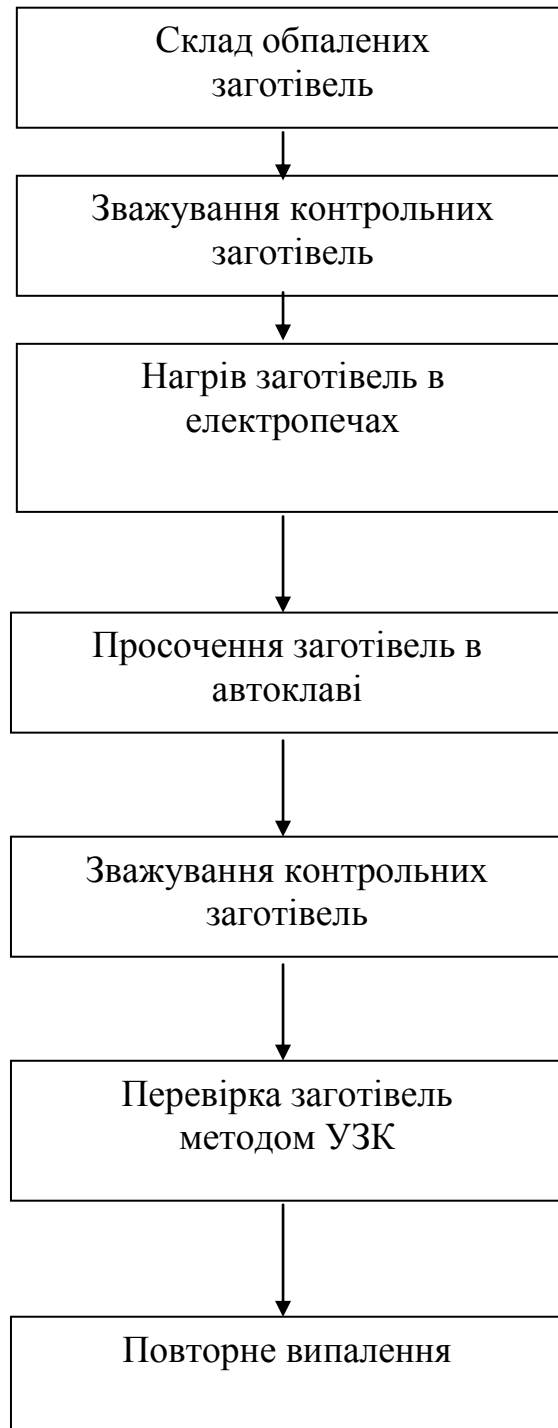 Склад обпалених
заготівель
Зважування контрольних
заготівель
Нагрів заготівель в
електропечах
Просочення заготівель в
автоклаві
Зважування контрольних
заготівель
Перевірка заготівель
методом УЗК
Повторне випалення